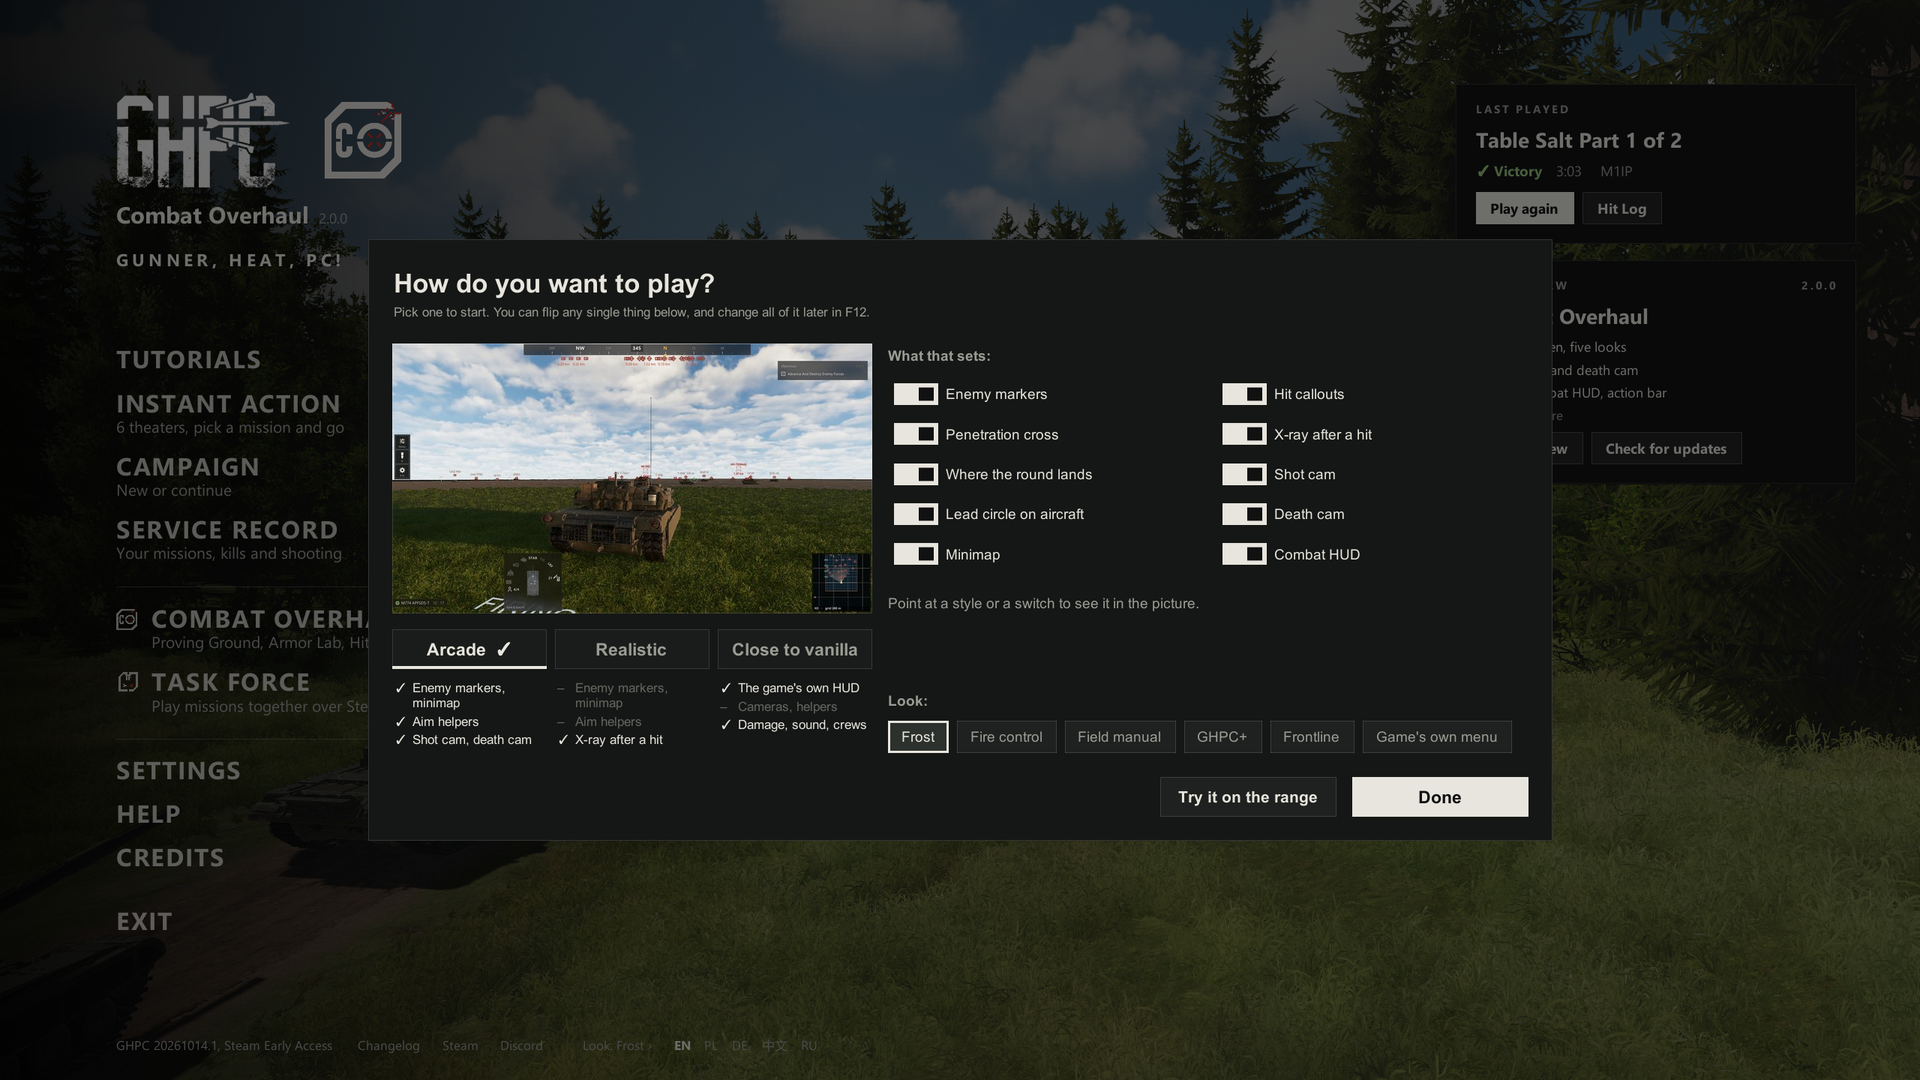 GHPC
CO
Combat Overhaul 2.0.0
GUNNER, HEAT, PC!
TUTORIALS
INSTANT ACTION
6 theaters, pick a mission and go
CAMPAIGN
New or continue
SERVICE RECORD
Your missions, kills and shooting
COMBAT OVERHA
Proving Ground, Armor Lab, Hit
TASK FORCE
Play missions together over Ste
SETTINGS
HELP
CREDITS
EXIT
LAST PLAYED
Table Salt Part 1 of 2
✓ Victory 3:03 M1IP
Play again
Hit Log
2.0.0
Overhaul
en, five looks
and death cam
bat HUD, action bar
Check for updates
How do you want to play?
Pick one to start. You can flip any single thing below, and change all of it later in F12.
NW 345 N
What that sets:
Enemy markers
Hit callouts
Penetration cross
X-ray after a hit
Where the round lands
Shot cam
Lead circle on aircraft
Death cam
Minimap
Combat HUD
Point at a style or a switch to see it in the picture.
Arcade ✓
Realistic
Close to vanilla
✓ Enemy markers,
minimap
✓ Aim helpers
✓ Shot cam, death cam
– Enemy markers,
minimap
– Aim helpers
✓ X-ray after a hit
✓ The game's own HUD
– Cameras, helpers
✓ Damage, sound, crews
Look:
Frost
Fire control
Field manual
GHPC+
Frontline
Game's own menu
Try it on the range
Done
GHPC 20261014.1, Steam Early Access
Changelog
Steam
Discord
Look: Frost ›
EN PL DE 中文 RU